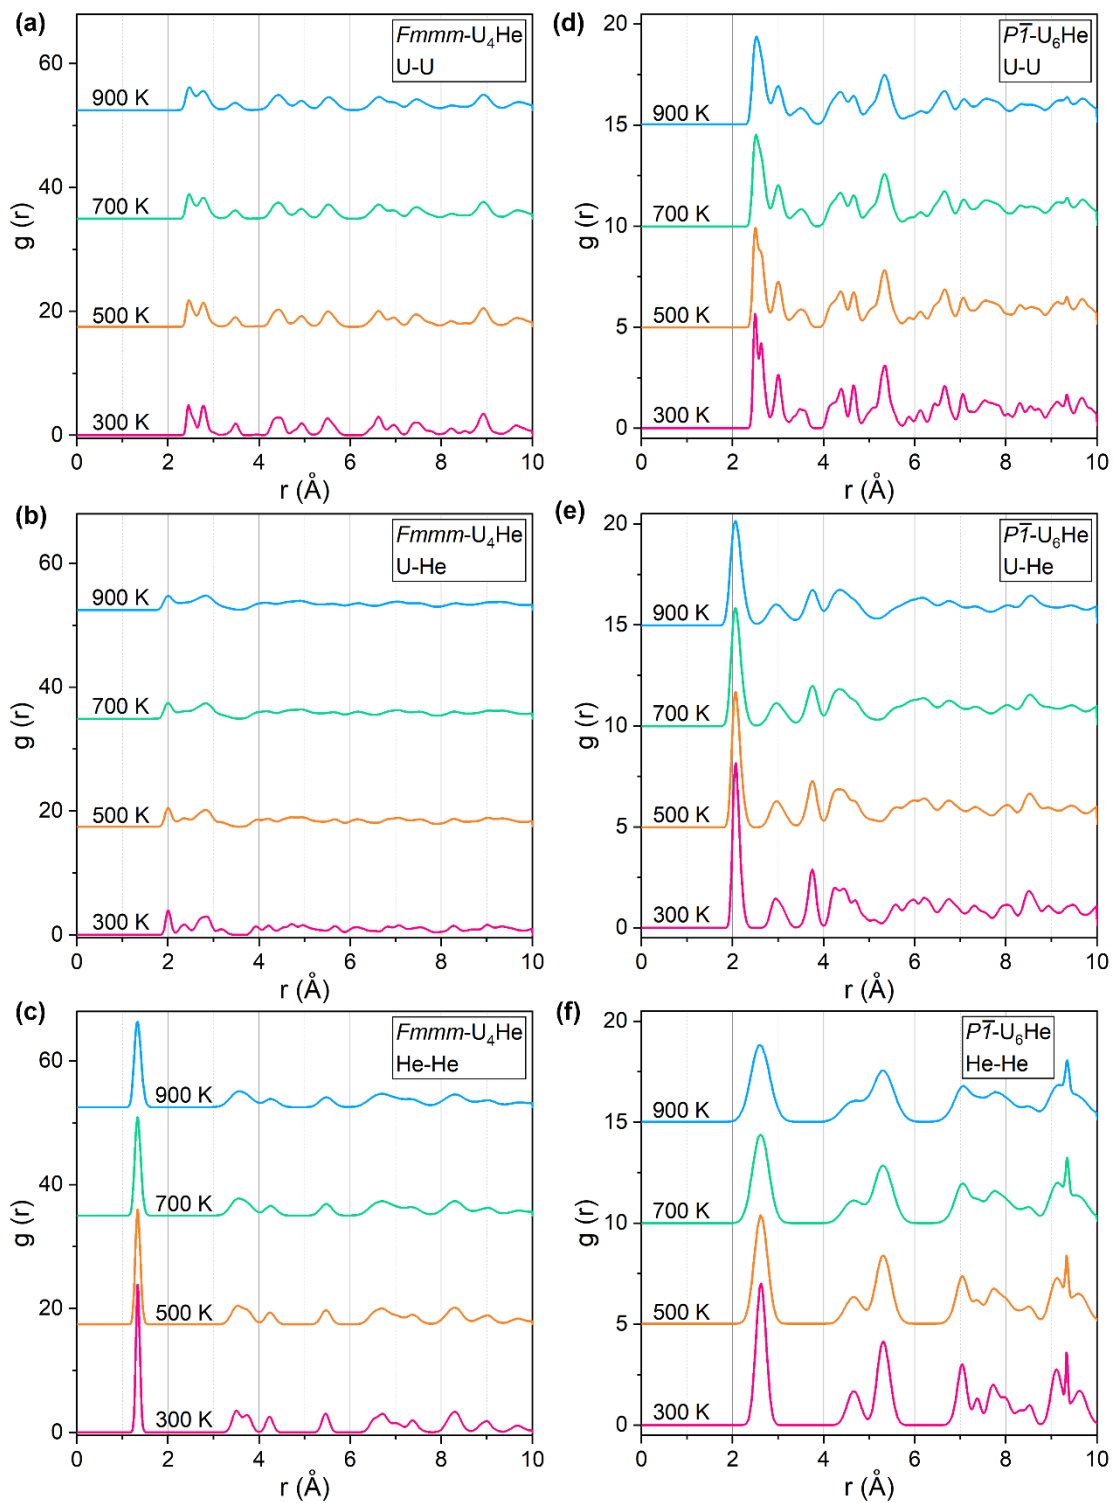 (a)
Fmmm-U₄He
U-U
60
900 K
40
700 K
20
500 K
300 K
0
0 2 4 6 8 10
r (Å)
g (r)
(d)
P1̅-U₆He
U-U
20
900 K
15
700 K
10
500 K
5
300 K
0
0 2 4 6 8 10
r (Å)
g (r)
(b)
Fmmm-U₄He
U-He
60
900 K
40
700 K
20
500 K
300 K
0
0 2 4 6 8 10
r (Å)
g (r)
(e)
P1̅-U₆He
U-He
20
900 K
15
700 K
10
500 K
5
300 K
0
0 2 4 6 8 10
r (Å)
g (r)
(c)
Fmmm-U₄He
He-He
60
900 K
40
700 K
20
500 K
300 K
0
0 2 4 6 8 10
r (Å)
g (r)
(f)
P1̅-U₆He
He-He
20
900 K
15
700 K
10
500 K
5
300 K
0
0 2 4 6 8 10
r (Å)
g (r)